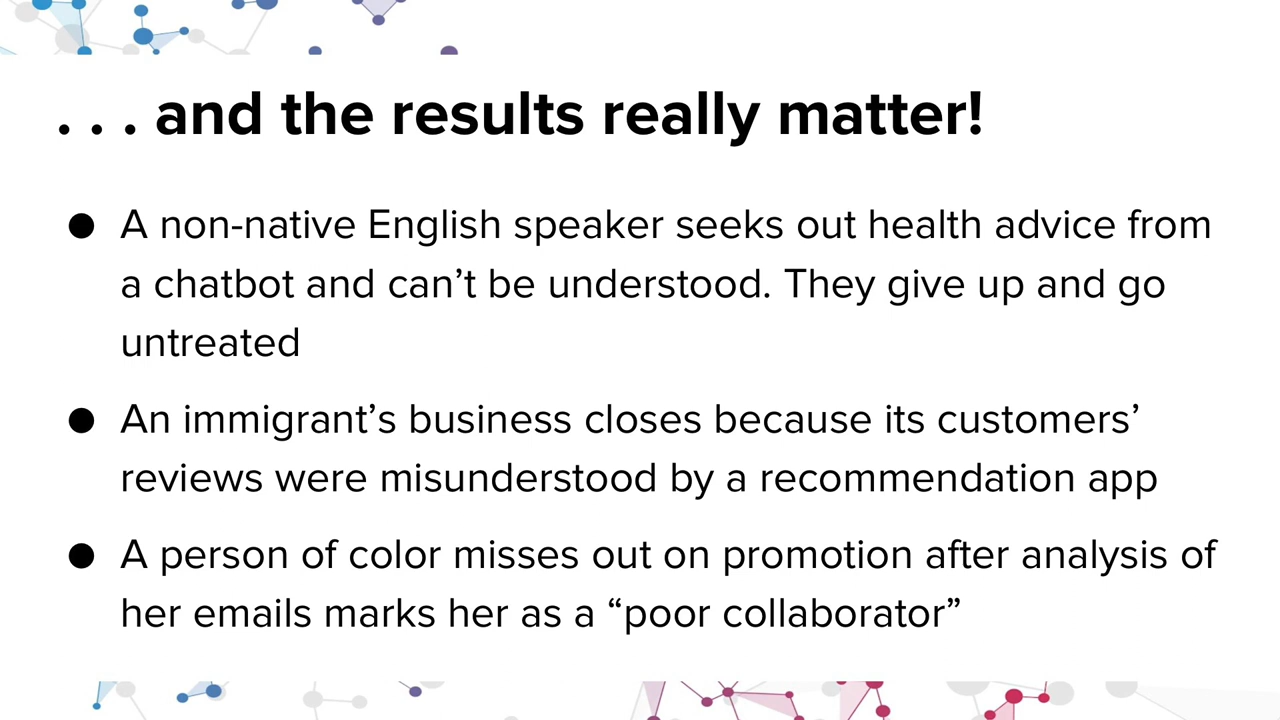 . . . and the results really matter!
● A non-native English speaker seeks out health advice from
a chatbot and can’t be understood. They give up and go
untreated
● An immigrant’s business closes because its customers’
reviews were misunderstood by a recommendation app
● A person of color misses out on promotion after analysis of
her emails marks her as a “poor collaborator”